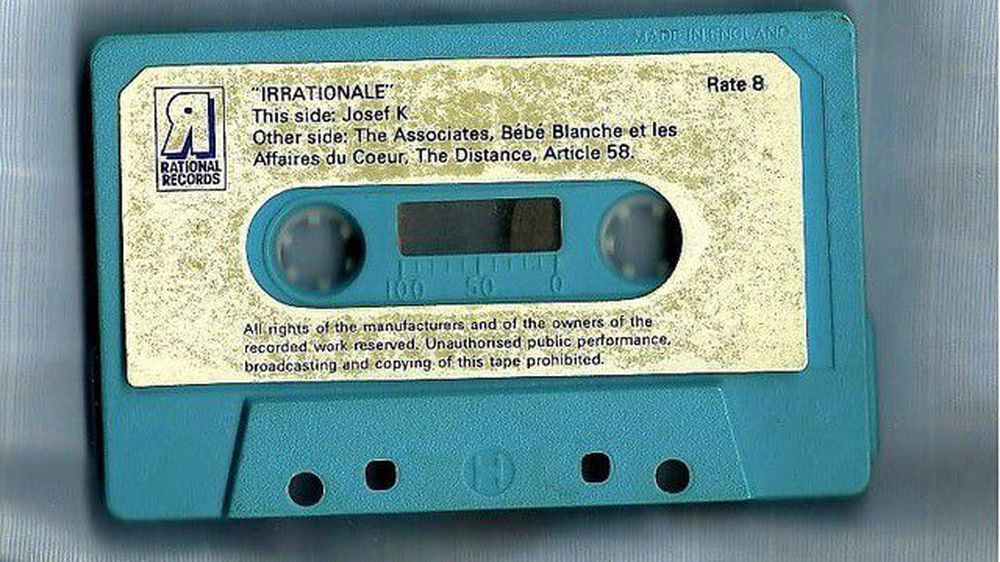 MADE IN ENGLAND
"IRRATIONALE"
Rate 8
This side: Josef K
Other side: The Associates, Bébé Blanche et les
Affaires du Coeur, The Distance, Article 58.
RATIONAL
RECORDS
100 50 0
All rights of the manufacturers and of the owners of the
recorded work reserved. Unauthorised public performance,
broadcasting and copying of this tape prohibited.